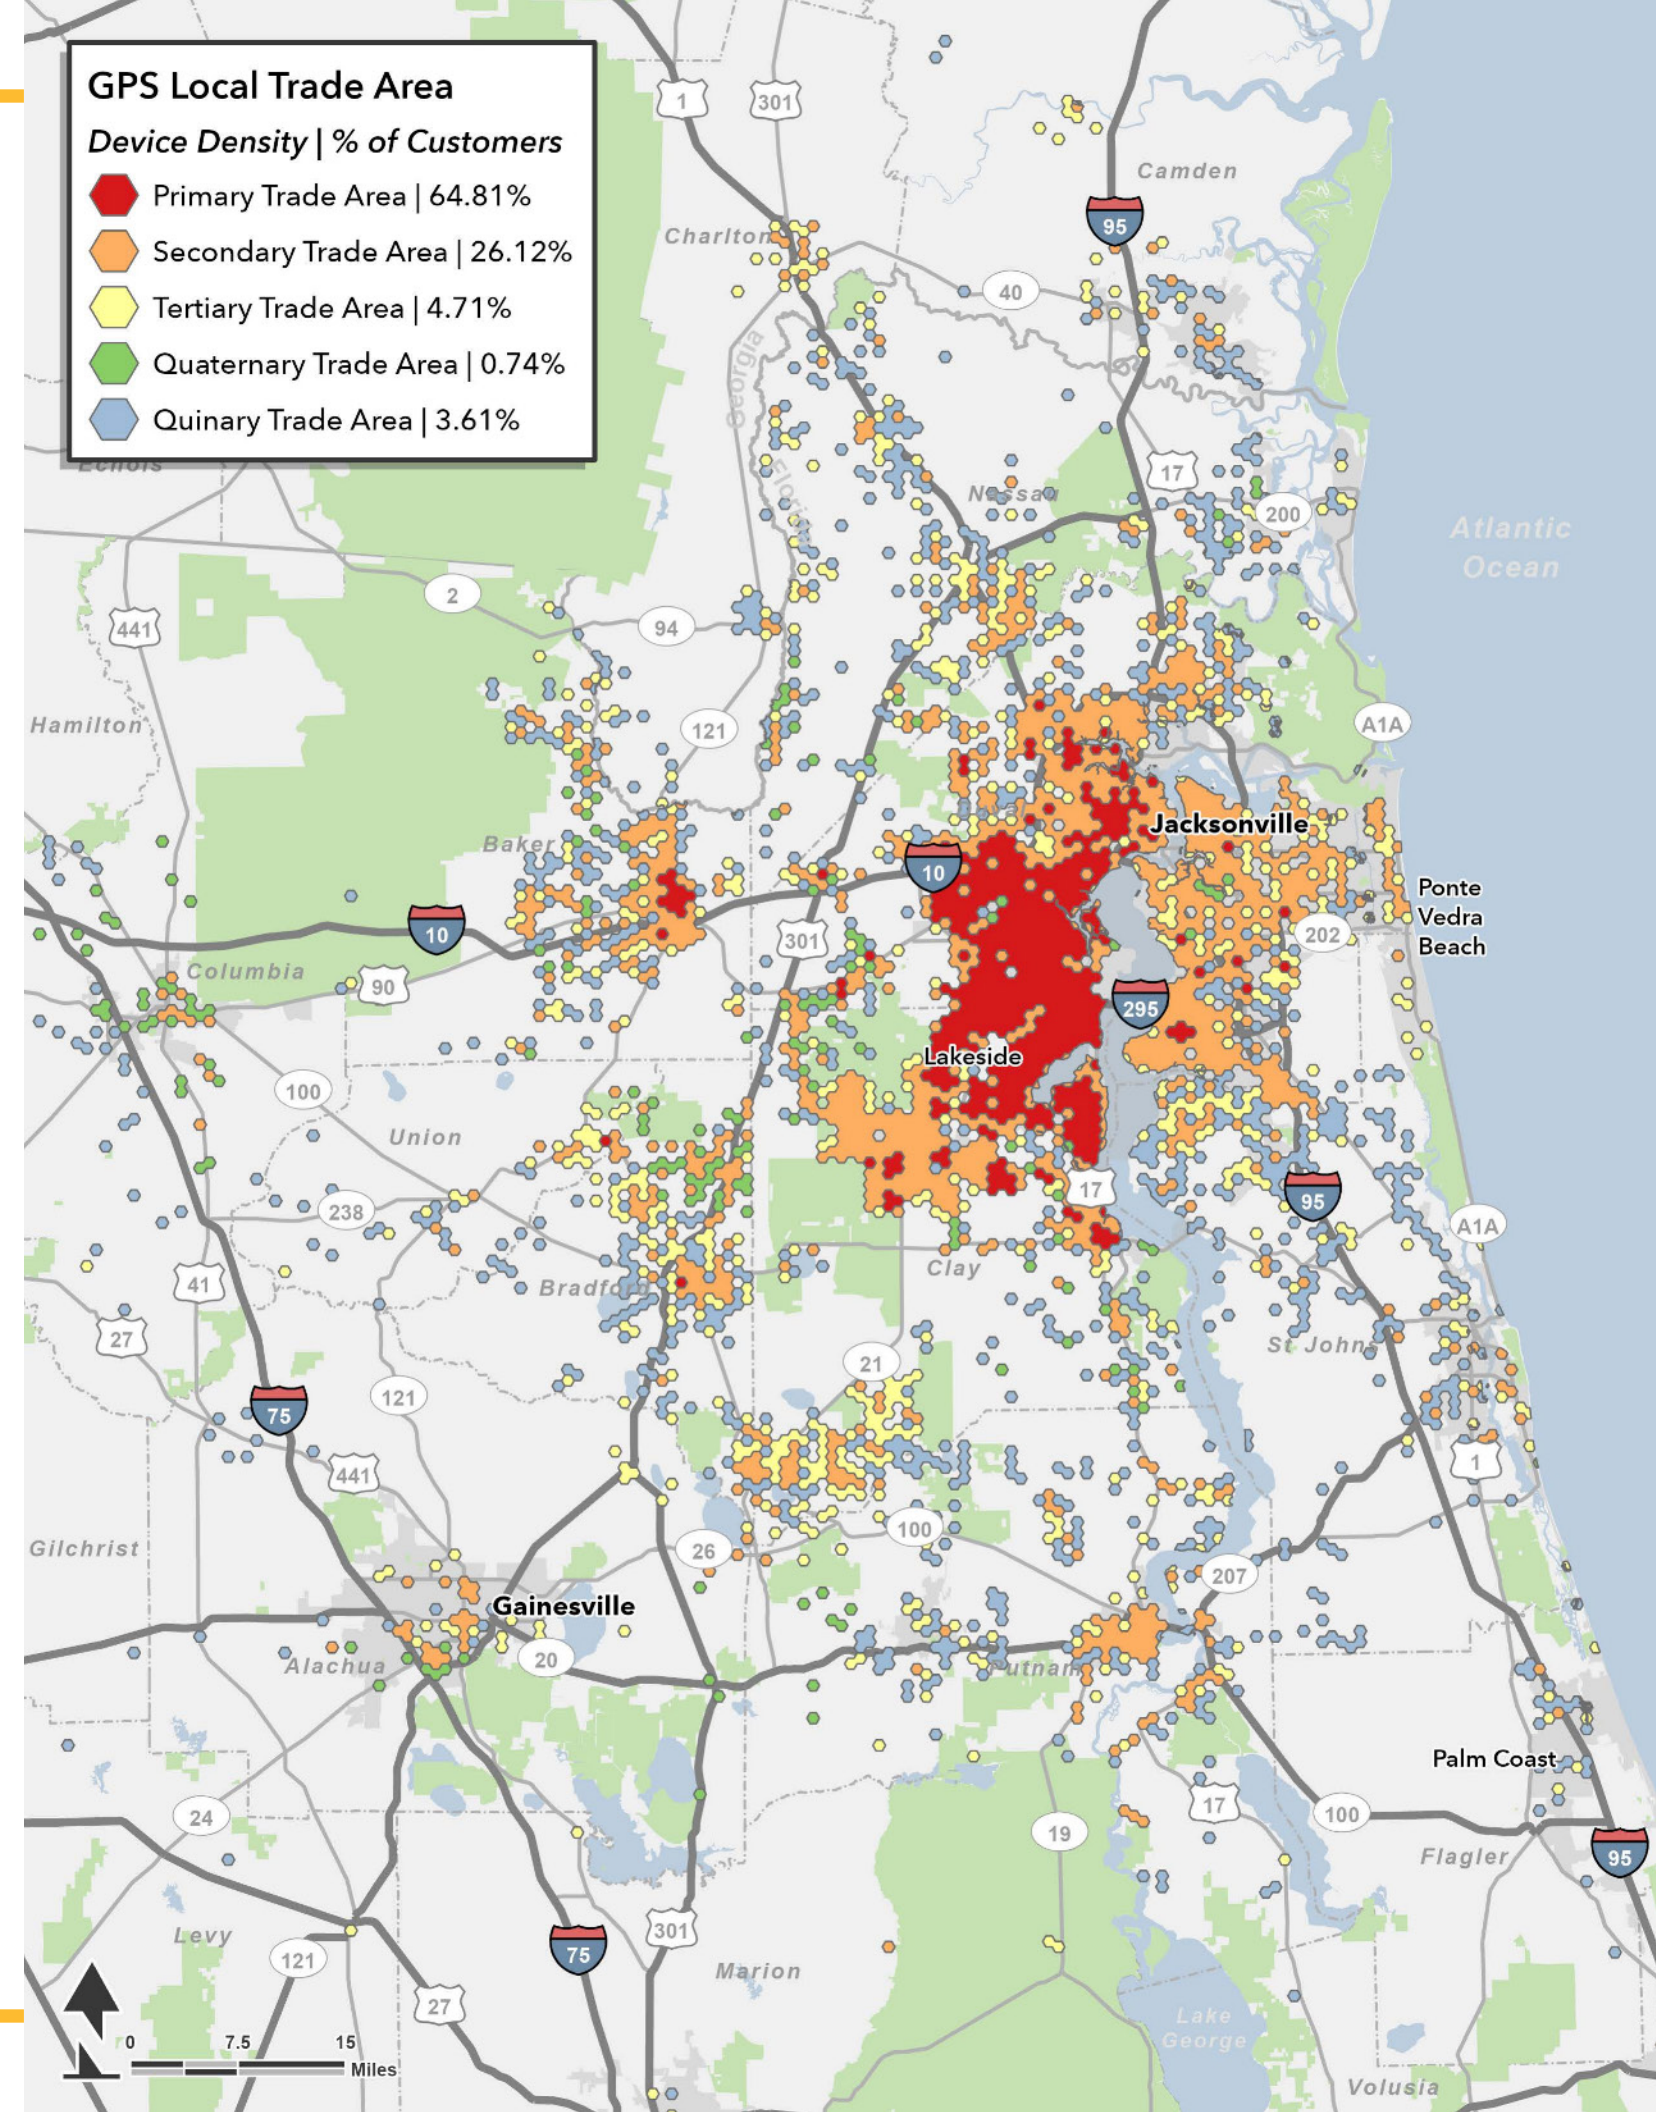 GPS Local Trade Area
Device Density | % of Customers
Primary Trade Area | 64.81%
Secondary Trade Area | 26.12%
Tertiary Trade Area | 4.71%
Quaternary Trade Area | 0.74%
Quinary Trade Area | 3.61%
1
301
Camden
95
Charlton
40
Georgia
Echols
17
Florida
Nassau
200
Atlantic
Ocean
2
441
94
A1A
Hamilton
121
Duval
Jacksonville
Baker
10
Ponte
Vedra
Beach
10
301
202
Columbia
90
295
Lakeside
100
Union
17
95
238
A1A
Clay
41
Bradford
27
St Johns
21
75
121
1
441
100
Gilchrist
26
207
Gainesville
20
Alachua
Putnam
Palm Coast
17
24
100
19
95
Flagler
301
Levy
75
121
Marion
27
Lake
George
0 7.5 15
Miles
Volusia